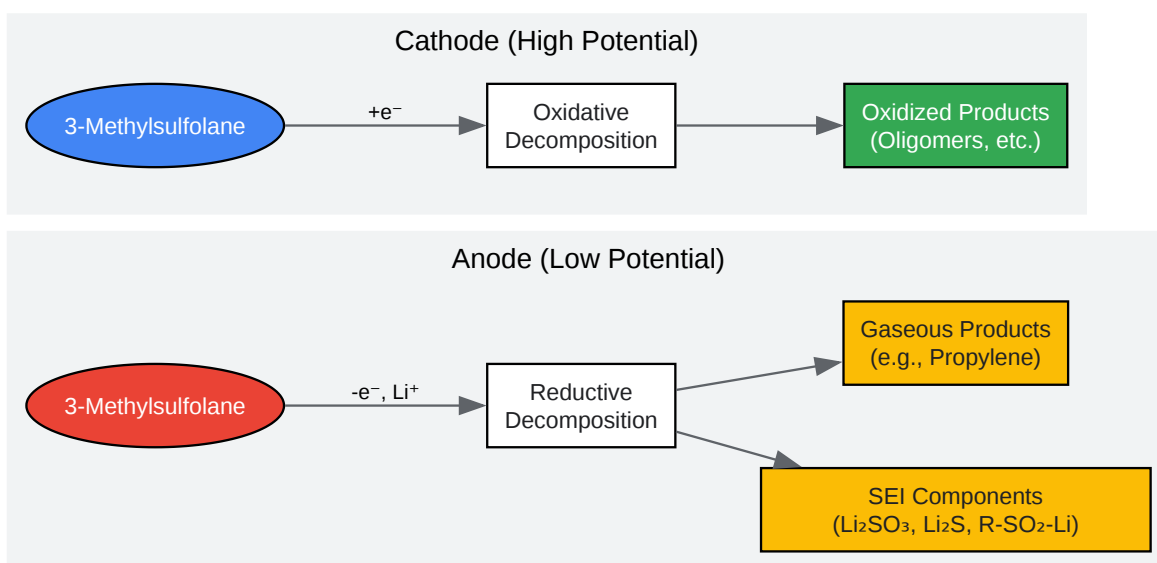 Cathode (High Potential)
3-Methylsulfolane
+e⁻
Oxidative
Decomposition
Oxidized Products
(Oligomers, etc.)
Anode (Low Potential)
3-Methylsulfolane
-e⁻, Li⁺
Reductive
Decomposition
Gaseous Products
(e.g., Propylene)
SEI Components
(Li₂SO₃, Li₂S, R-SO₂-Li)